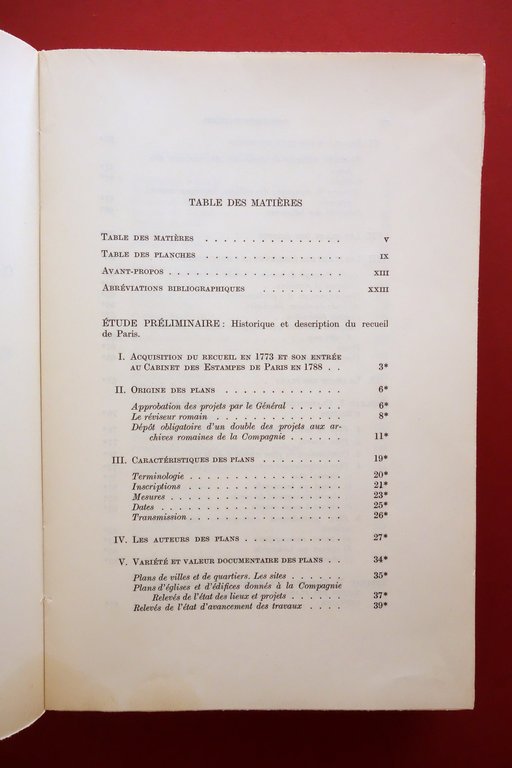 TABLE DES MATIÈRES
TABLE DES MATIÈRES . . . . . . . . . . . . . . . V
TABLE DES PLANCHES . . . . . . . . . . . . . . . IX
AVANT-PROPOS . . . . . . . . . . . . . . . . . . XIII
ABRÉVIATIONS BIBLIOGRAPHIQUES . . . . . . . . . XXIII
ÉTUDE PRÉLIMINAIRE: Historique et description du recueil
de Paris.
I. ACQUISITION DU RECUEIL EN 1773 ET SON ENTRÉE
AU CABINET DES ESTAMPES DE PARIS EN 1788 . . 3*
II. ORIGINE DES PLANS . . . . . . . . . . . . 6*
Approbation des projets par le Général . . . . . 6*
Le réviseur romain . . . . . . . . . . . . . 8*
Dépôt obligatoire d'un double des projets aux ar-
chives romaines de la Compagnie . . . . . . 11*
III. CARACTÉRISTIQUES DES PLANS . . . . . . . . 19*
Terminologie . . . . . . . . . . . . . . . 20*
Inscriptions . . . . . . . . . . . . . . . 21*
Mesures . . . . . . . . . . . . . . . . . 23*
Dates . . . . . . . . . . . . . . . . . . 25*
Transmission . . . . . . . . . . . . . . . 26*
IV. LES AUTEURS DES PLANS . . . . . . . . . . 27*
V. VARIÉTÉ ET VALEUR DOCUMENTAIRE DES PLANS . . 34*
Plans de villes et de quartiers. Les sites . . . . . 35*
Plans d'églises et d'édifices donnés à la Compagnie
Relevés de l'état des lieux et projets . . . . . . 37*
Relevés de l'état d'avancement des travaux . . . . 39*